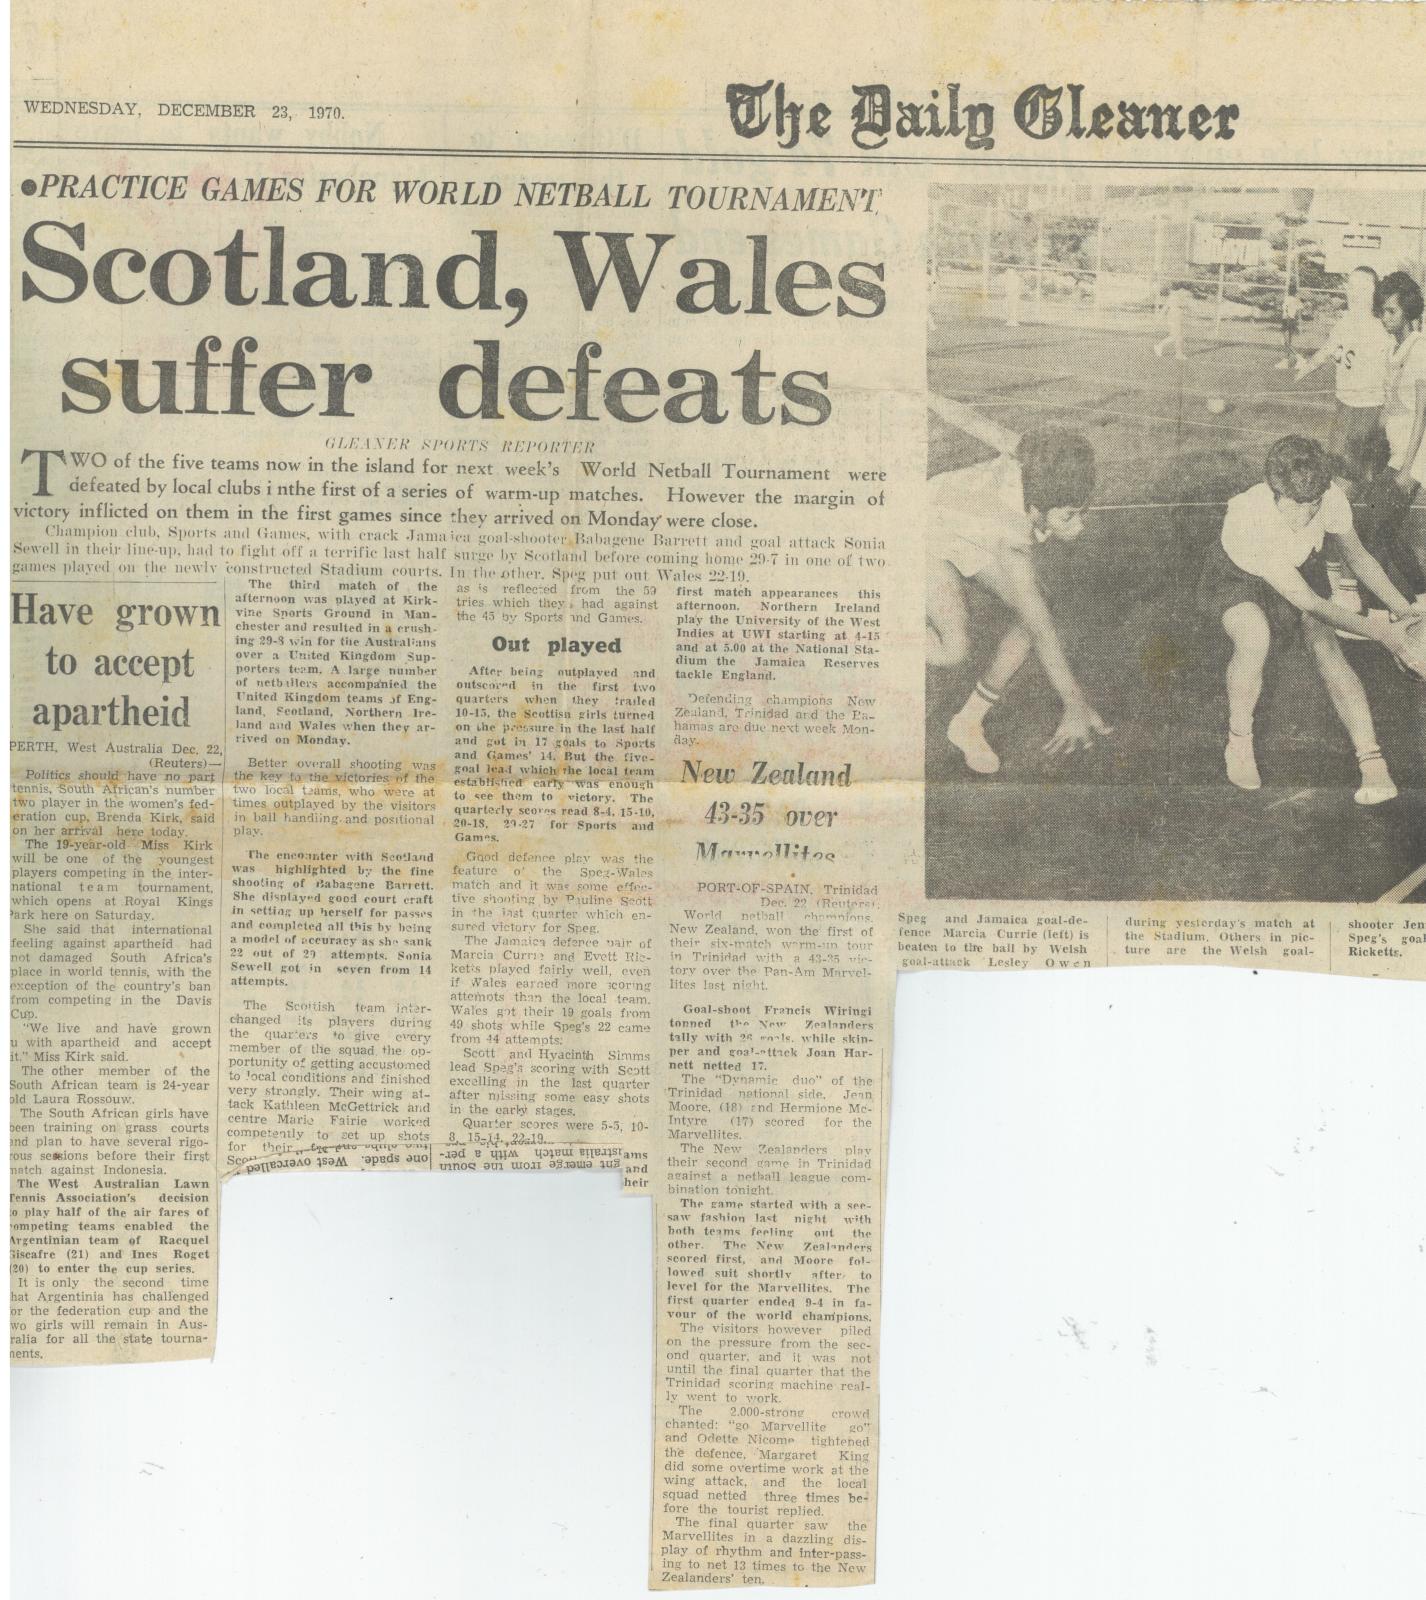 WEDNESDAY, DECEMBER 23, 1970.
The Daily Gleaner
●PRACTICE GAMES FOR WORLD NETBALL TOURNAMENT
Scotland, Wales
suffer defeats
GLEANER SPORTS REPORTER
TWO of the five teams now in the island for next week's World Netball Tournament were
defeated by local clubs i nthe first of a series of warm-up matches. However the margin of
victory inflicted on them in the first games since they arrived on Monday were close.
Champion club, Sports and Games, with crack Jamaica goal-shooter Babagene Barrett and goal attack Sonia
Sewell in their line-up, had to fight off a terrific last half surge by Scotland before coming home 29-7 in one of two
games played on the newly constructed Stadium courts. In the other, Speg put out Wales 22-19.
Have grown
to accept
apartheid
PERTH, West Australia Dec. 22,
(Reuters)—
Politics should have no part
tennis, South African's number
two player in the women's fed-
eration cup, Brenda Kirk, said
on her arrival here today.
The 19-year-old Miss Kirk
will be one of the youngest
players competing in the inter-
national team tournament,
which opens at Royal Kings
Park here on Saturday.
She said that international
feeling against apartheid had
not damaged South Africa's
place in world tennis, with the
exception of the country's ban
from competing in the Davis
Cup.
"We live and have grown
u with apartheid and accept
it," Miss Kirk said.
The other member of the
South African team is 24-year
old Laura Rossouw.
The South African girls have
been training on grass courts
and plan to have several rigo-
rous sessions before their first
match against Indonesia.
The West Australian Lawn
Tennis Association's decision
to play half of the air fares of
competing teams enabled the
Argentinian team of Racquel
Giscafre (21) and Ines Roget
(20) to enter the cup series.
It is only the second time
hat Argentinia has challenged
or the federation cup and the
wo girls will remain in Aus-
ralia for all the state tourna-
ments.
The third match of the
afternoon was played at Kirk-
vine Sports Ground in Man-
chester and resulted in a crush-
ing 29-8 win for the Australians
over a United Kingdom Sup-
porters team. A large number
of netballers accompanied the
United Kingdom teams of Eng-
land, Scotland, Northern Ire-
land and Wales when they ar-
rived on Monday.
Better overall shooting was
the key to the victories of the
two local teams, who were at
times outplayed by the visitors
in ball handling and positional
play.
The encounter with Scotland
was highlighted by the fine
shooting of Babagene Barrett.
She displayed good court craft
in setting up herself for passes
and completed all this by being
a model of accuracy as she sank
22 out of 29 attempts. Sonia
Sewell got in seven from 14
attempts.
The Scottish team inter-
changed its players during
the quarters to give every
member of the squad the op-
portunity of getting accustomed
to local conditions and finished
very strongly. Their wing at-
tack Kathleen McGettrick and
centre Marie Fairie worked
competently to set up shots
for their
one spade. West overcalled
as is reflected from the 59
tries which they had against
the 45 by Sports and Games.
Out played
After being outplayed and
outscored in the first two
quarters when they trailed
10-15, the Scottish girls turned
on the pressure in the last half
and got in 17 goals to Sports
and Games' 14. But the five-
goal lead which the local team
established early was enough
to see them to victory. The
quarterly scores read 8-4, 15-10,
20-18, 29-27 for Sports and
Games.
Good defence play was the
feature of the Speg-Wales
match and it was some effec-
tive shooting by Pauline Scott
in the last quarter which en-
sured victory for Speg.
The Jamaica defence pair of
Marcia Currie and Evett Ric-
ketts played fairly well, even
if Wales earned more scoring
attempts than the local team.
Wales got their 19 goals from
49 shots while Speg's 22 came
from 44 attempts.
Scott and Hyacinth Simms
lead Speg's scoring with Scott
excelling in the last quarter
after missing some easy shots
in the early stages.
Quarter scores were 5-5, 10-
8, 15-14, 22-19.
australia match with a per-
emerge from the South
ams
and
heir
first match appearances this
afternoon. Northern Ireland
play the University of the West
Indies at UWI starting at 4-15
and at 5.00 at the National Sta-
dium the Jamaica Reserves
tackle England.
Defending champions New
Zealand, Trinidad and the Ba-
hamas are due next week Mon-
day.
New Zealand
43-35 over
Marvellites
PORT-OF-SPAIN, Trinidad
Dec. 22 (Reuters).
World netball champions,
New Zealand, won the first of
their six-match warm-up tour
in Trinidad with a 43-35 vic-
tory over the Pan-Am Marvel-
lites last night.
Goal-shoot Francis Wiringi
tonned the New Zealanders
tally with 26 goals, while skin-
per and goal-attack Joan Har-
nett netted 17.
The "Dynamic duo" of the
Trinidad national side, Jean
Moore, (18) and Hermione Mc-
Intyre (17) scored for the
Marvellites.
The New Zealanders play
their second game in Trinidad
against a netball league com-
bination tonight.
The game started with a see-
saw fashion last night with
both teams feeling out the
other. The New Zealanders
scored first, and Moore fol-
lowed suit shortly after to
level for the Marvellites. The
first quarter ended 9-4 in fa-
vour of the world champions.
The visitors however piled
on the pressure from the sec-
ond quarter, and it was not
until the final quarter that the
Trinidad scoring machine real-
ly went to work.
The 2,000-strong crowd
chanted: "go Marvellite go"
and Odette Nicome tightened
the defence, Margaret King
did some overtime work at the
wing attack, and the local
squad netted three times be-
fore the tourist replied.
The final quarter saw the
Marvellites in a dazzling dis-
play of rhythm and inter-pass-
ing to net 13 times to the New
Zealanders' ten.
Speg and Jamaica goal-de-
fence Marcia Currie (left) is
beaten to the ball by Welsh
goal-attack Lesley Owen
during yesterday's match at
the Stadium. Others in pic-
ture are the Welsh goal-
shooter Jen
Speg's goal
Ricketts.